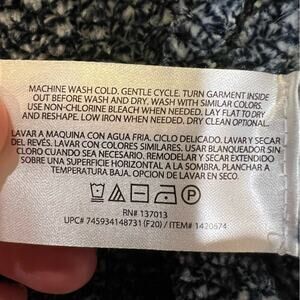 MACHINE WASH COLD. GENTLE CYCLE. TURN GARMENT INSIDE
OUT BEFORE WASH AND DRY. WASH WITH SIMILAR COLORS.
USE NON-CHLORINE BLEACH WHEN NEEDED. LAY FLAT TO DRY
AND RESHAPE. LOW IRON WHEN NEEDED. DRY CLEAN OPTIONAL.
LAVAR A MAQUINA CON AGUA FRIA. CICLO DELICADO. LAVAR Y SECAR
DEL REVÉS. LAVAR CON COLORES SIMILARES. USAR BLANQUEADOR SIN
CLORO CUANDO SEA NECESARIO. REMODELAR Y SECAR EXTENDIDO
SOBRE UNA SUPERFICIE HORIZONTAL A LA SOMBRA. PLANCHAR A
TEMPERATURA BAJA. OPCION DE LAVAR EN SECO.
P
RN# 137013
UPC# 745934148731 (F20) / ITEM# 1420674